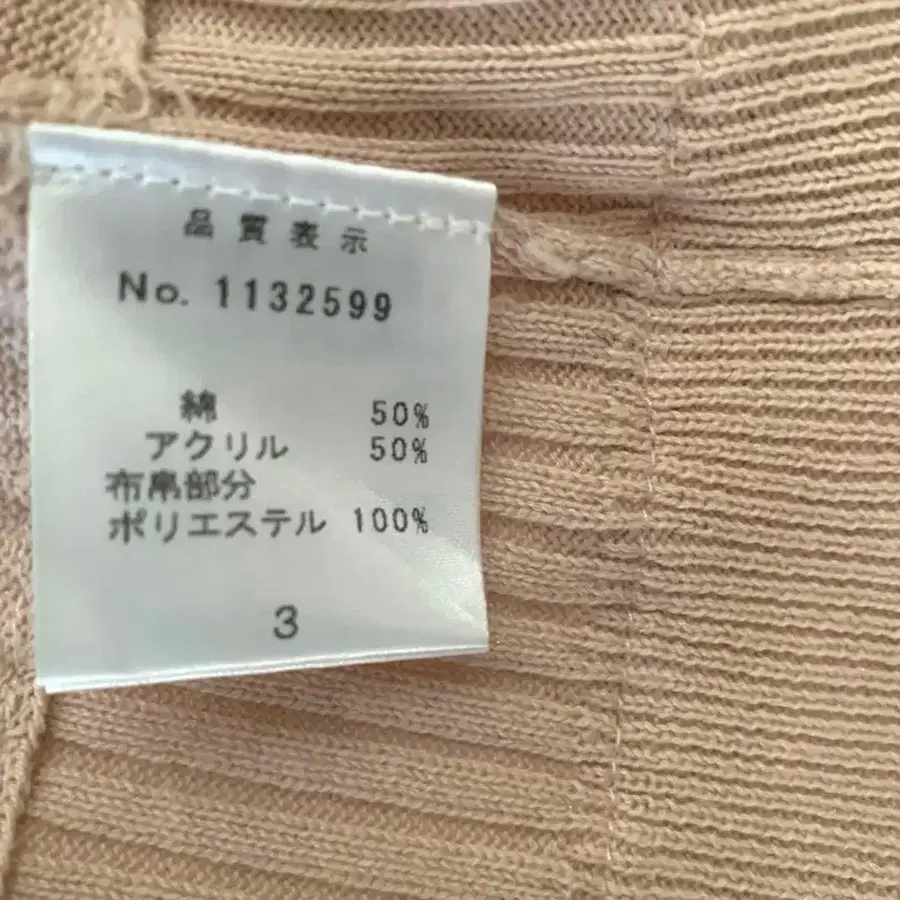 品質表示
No. 1132599
綿 50%
アクリル 50%
布帛部分
ポリエステル 100%
3